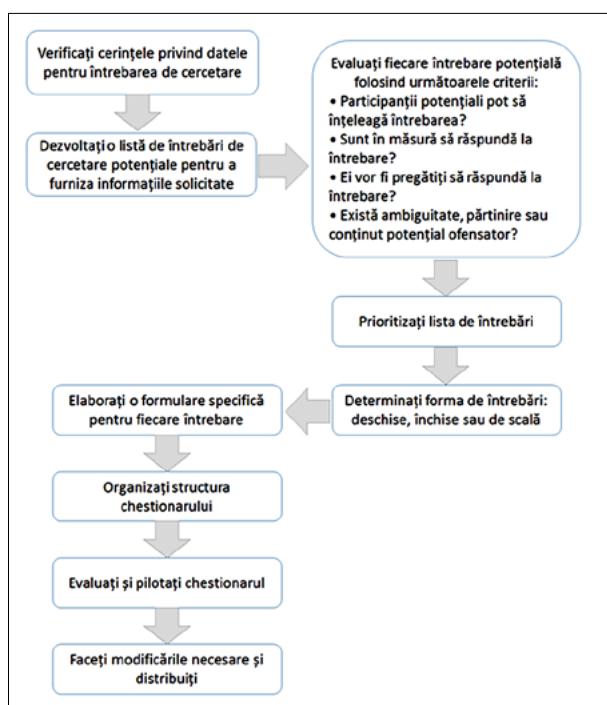 Verificați cerințele privind datele
pentru întrebarea de cercetare
Dezvoltați o listă de întrebări de
cercetare potențiale pentru a
furniza informațiile solicitate
Evaluați fiecare întrebare potențială
folosind următoarele criterii:
• Participanții potențiali pot să
înțeleagă întrebarea?
• Sunt în măsură să răspundă la
întrebare?
• Ei vor fi pregătiți să răspundă la
întrebare?
• Există ambiguitate, părtinire sau
conținut potențial ofensator?
Prioritizați lista de întrebări
Determinați forma de întrebări:
deschise, închise sau de scală
Elaborați o formulare specifică
pentru fiecare întrebare
Organizați structura
chestionarului
Evaluați și pilotați chestionarul
Faceți modificările necesare și
distribuiți